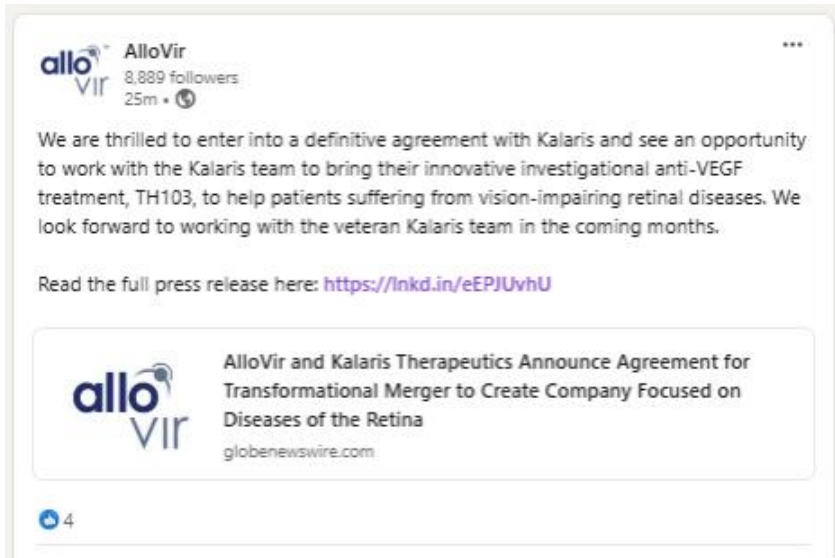 allo
vir
AlloVir
8,889 followers
25m •
We are thrilled to enter into a definitive agreement with Kalaris and see an opportunity
to work with the Kalaris team to bring their innovative investigational anti-VEGF
treatment, TH103, to help patients suffering from vision-impairing retinal diseases. We
look forward to working with the veteran Kalaris team in the coming months.
Read the full press release here: https://lnkd.in/eEPJUvhU
allo
vir
AlloVir and Kalaris Therapeutics Announce Agreement for
Transformational Merger to Create Company Focused on
Diseases of the Retina
globenewswire.com
4